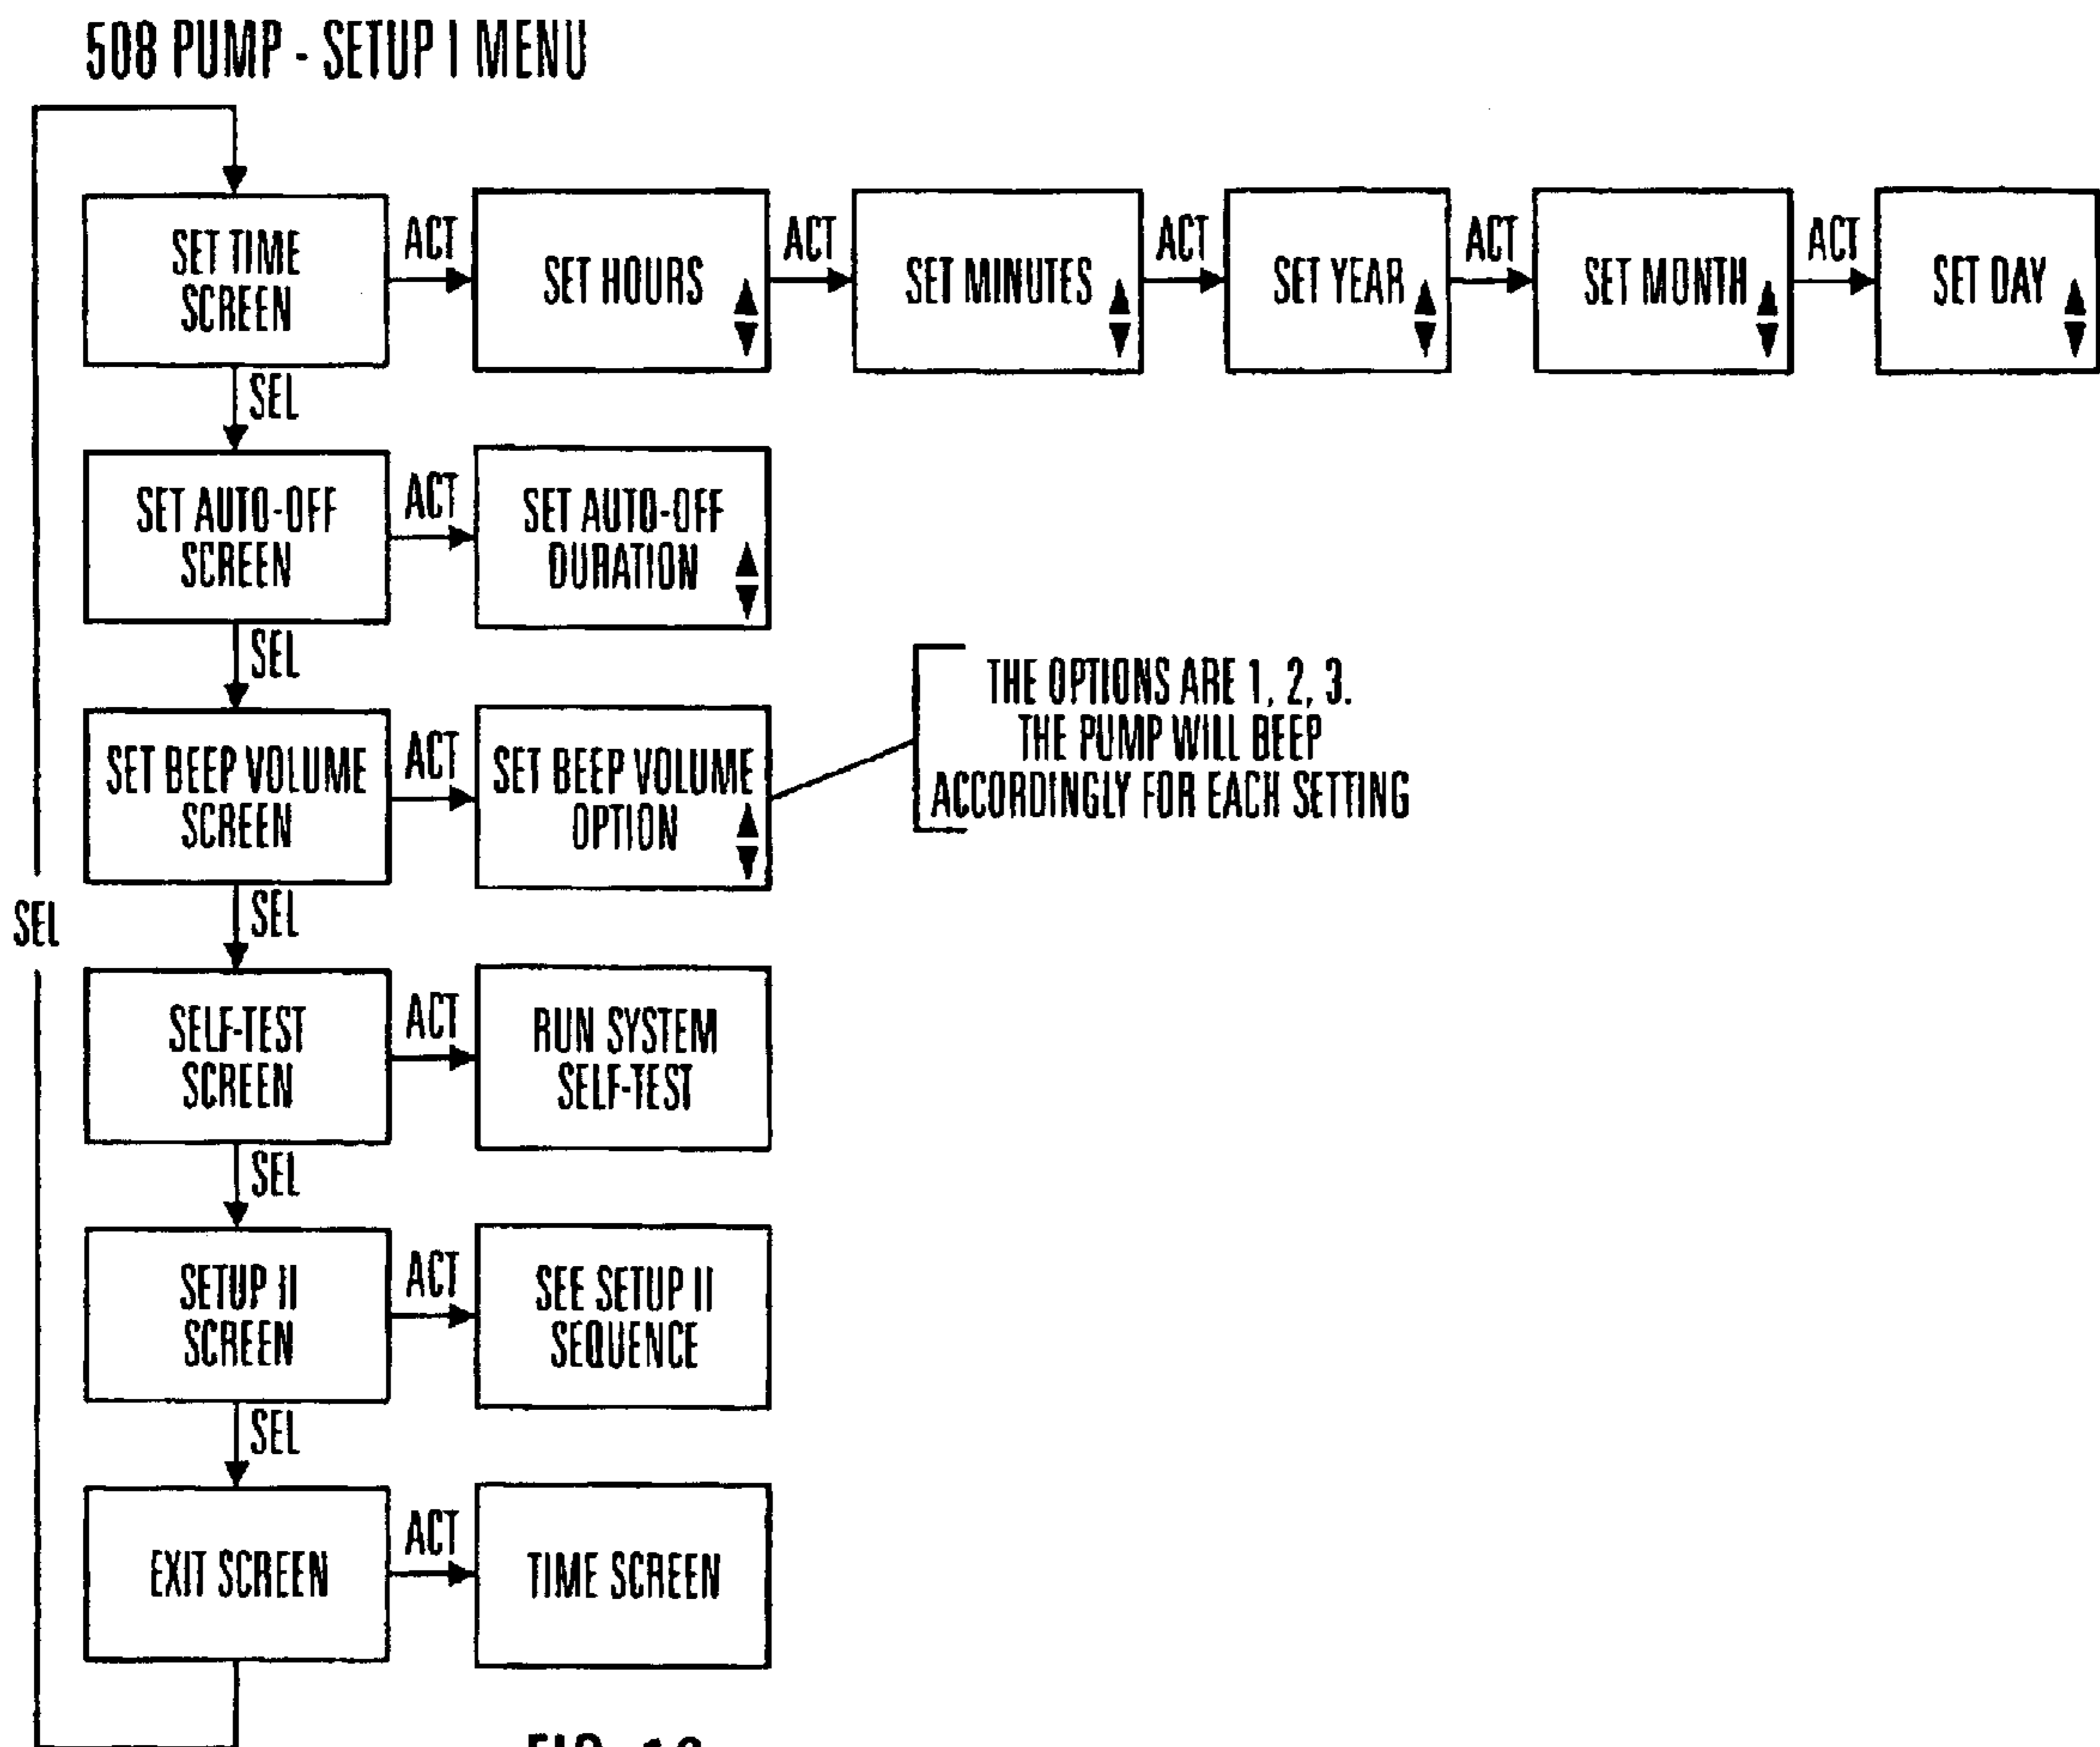 508 PUMP - SETUP I MENU
SET TIME
SCREEN
ACT
SET HOURS
ACT
SET MINUTES
ACT
SET YEAR
ACT
SET MONTH
ACT
SET DAY
SEL
SET AUTO-OFF
SCREEN
ACT
SET AUTO-OFF
DURATION
SEL
SET BEEP VOLUME
SCREEN
ACT
SET BEEP VOLUME
OPTION
THE OPTIONS ARE 1, 2, 3.
THE PUMP WILL BEEP
ACCORDINGLY FOR EACH SETTING
SEL
SEL
SELF-TEST
SCREEN
ACT
RUN SYSTEM
SELF-TEST
SEL
SETUP II
SCREEN
ACT
SEE SETUP II
SEQUENCE
SEL
EXIT SCREEN
ACT
TIME SCREEN